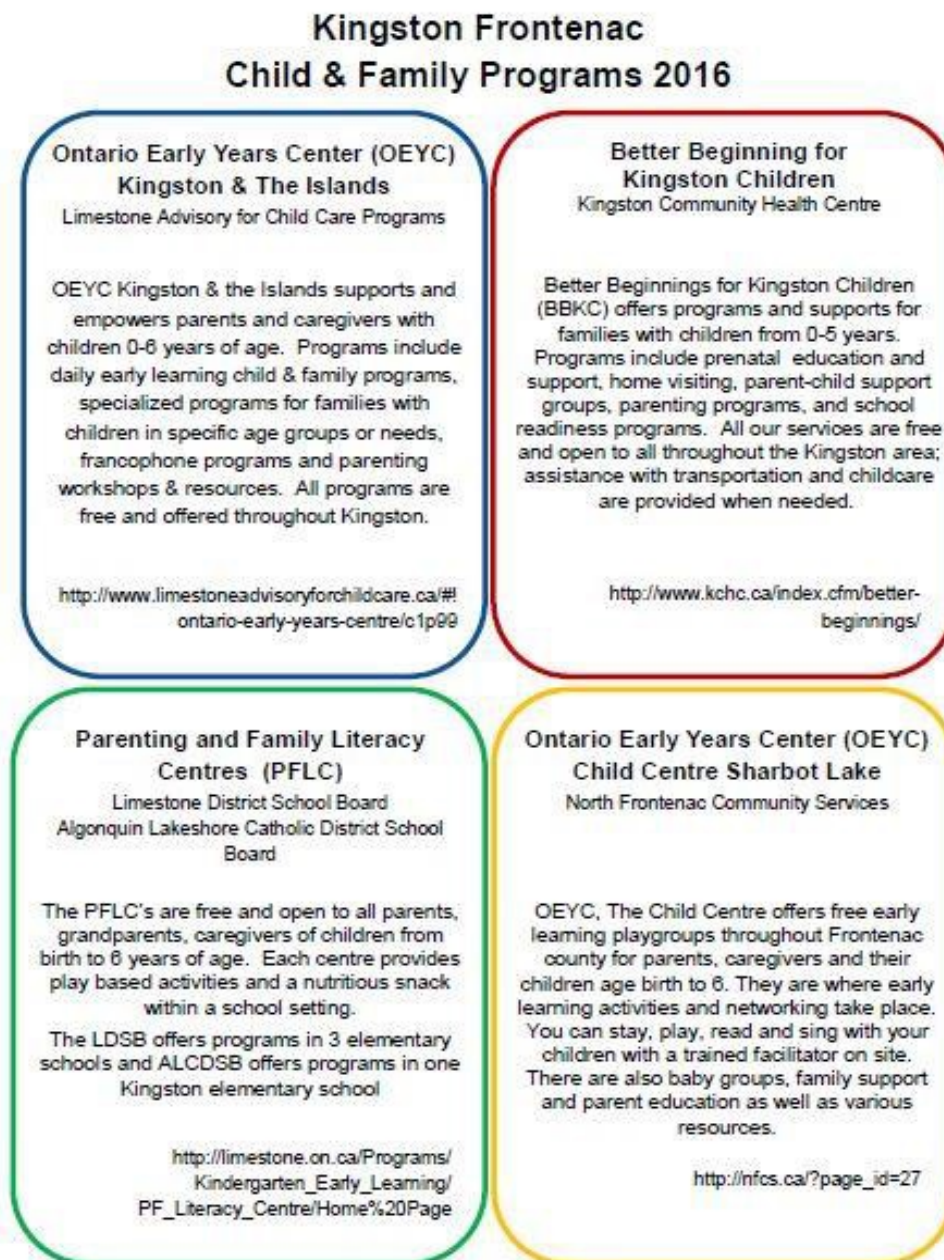 Kingston Frontenac
Child & Family Programs 2016
Ontario Early Years Center (OEYC)
Kingston & The Islands
Limestone Advisory for Child Care Programs
OEYC Kingston & the Islands supports and
empowers parents and caregivers with
children 0-6 years of age. Programs include
daily early learning child & family programs,
specialized programs for families with
children in specific age groups or needs,
francophone programs and parenting
workshops & resources. All programs are
free and offered throughout Kingston.
http://www.limestoneadvisoryforchildcare.ca/#!
ontario-early-years-centre/c1p99
Better Beginning for
Kingston Children
Kingston Community Health Centre
Better Beginnings for Kingston Children
(BBKC) offers programs and supports for
families with children from 0-5 years.
Programs include prenatal education and
support, home visiting, parent-child support
groups, parenting programs, and school
readiness programs. All our services are free
and open to all throughout the Kingston area;
assistance with transportation and childcare
are provided when needed.
http://www.kchc.ca/index.cfm/better-
beginnings/
Parenting and Family Literacy
Centres (PFLC)
Limestone District School Board
Algonquin Lakeshore Catholic District School
Board
The PFLC's are free and open to all parents,
grandparents, caregivers of children from
birth to 6 years of age. Each centre provides
play based activities and a nutritious snack
within a school setting.
The LDSB offers programs in 3 elementary
schools and ALCDSB offers programs in one
Kingston elementary school
http://limestone.on.ca/Programs/
Kindergarten_Early_Learning/
PF_Literacy_Centre/Home%20Page
Ontario Early Years Center (OEYC)
Child Centre Sharbot Lake
North Frontenac Community Services
OEYC, The Child Centre offers free early
learning playgroups throughout Frontenac
county for parents, caregivers and their
children age birth to 6. They are where early
learning activities and networking take place.
You can stay, play, read and sing with your
children with a trained facilitator on site.
There are also baby groups, family support
and parent education as well as various
resources.
http://nfcs.ca/?page_id=27